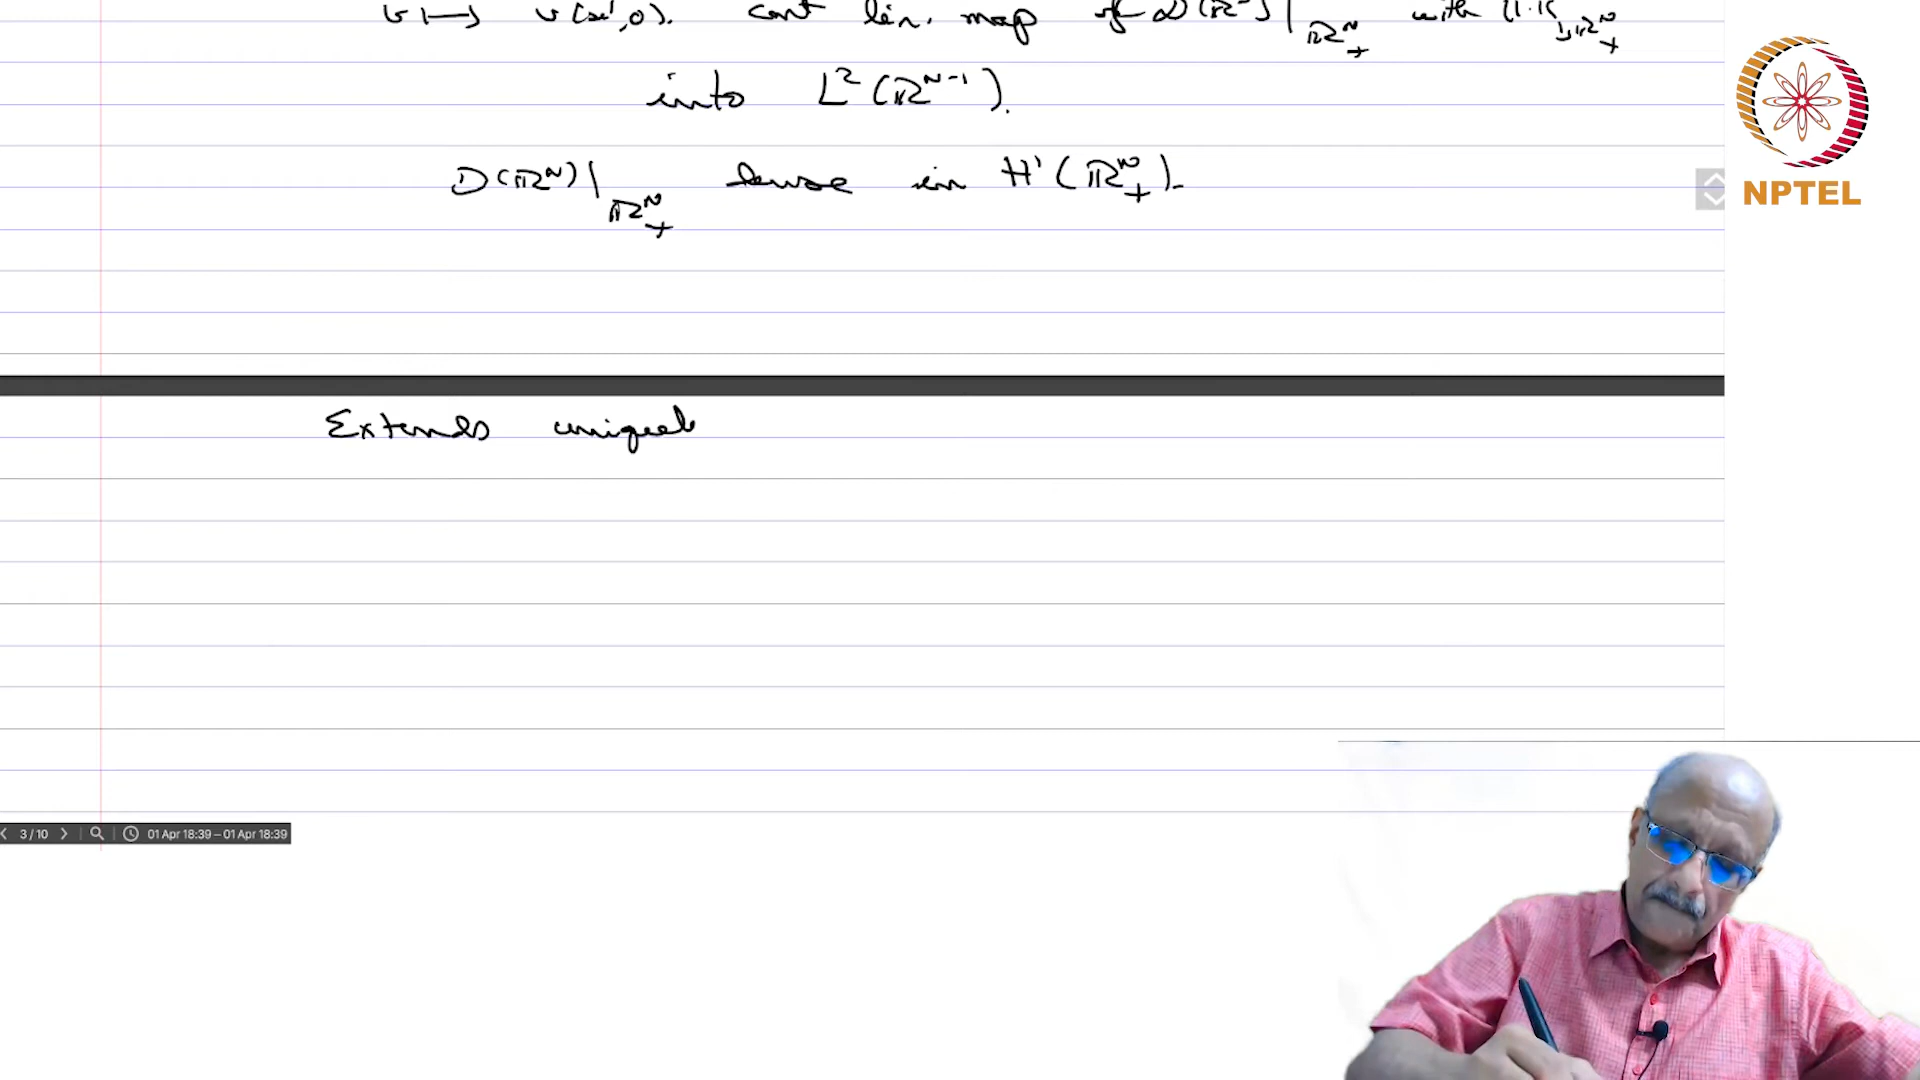 v ↦ v(x',0). cont lin. map of D(ℝᴺ)|ℝᴺ₊ with ‖·‖₁,ℝᴺ₊
into L²(ℝᴺ⁻¹).
D(ℝᴺ)|ℝᴺ₊ dense in H¹(ℝᴺ₊).
Extends uniquel
NPTEL
3 / 10 01 Apr 18:39 – 01 Apr 18:39